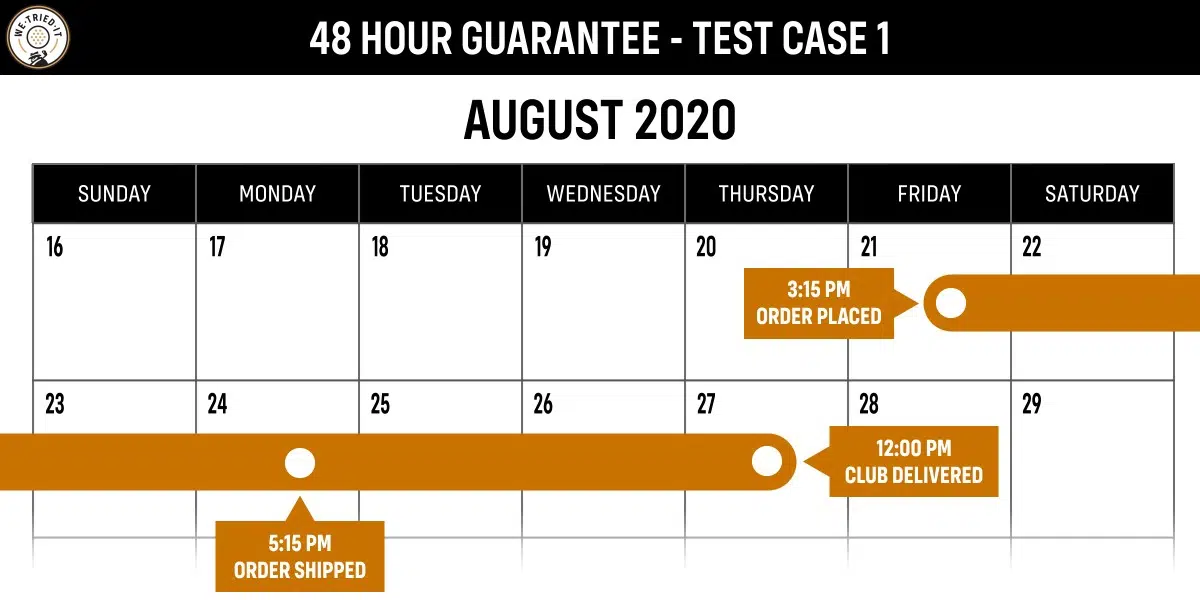 WE·TRIED·IT
48 HOUR GUARANTEE - TEST CASE 1
AUGUST 2020
SUNDAY MONDAY TUESDAY WEDNESDAY THURSDAY FRIDAY SATURDAY
16 17 18 19 20 21 22
3:15 PM
ORDER PLACED
23 24 25 26 27 28 29
12:00 PM
CLUB DELIVERED
5:15 PM
ORDER SHIPPED